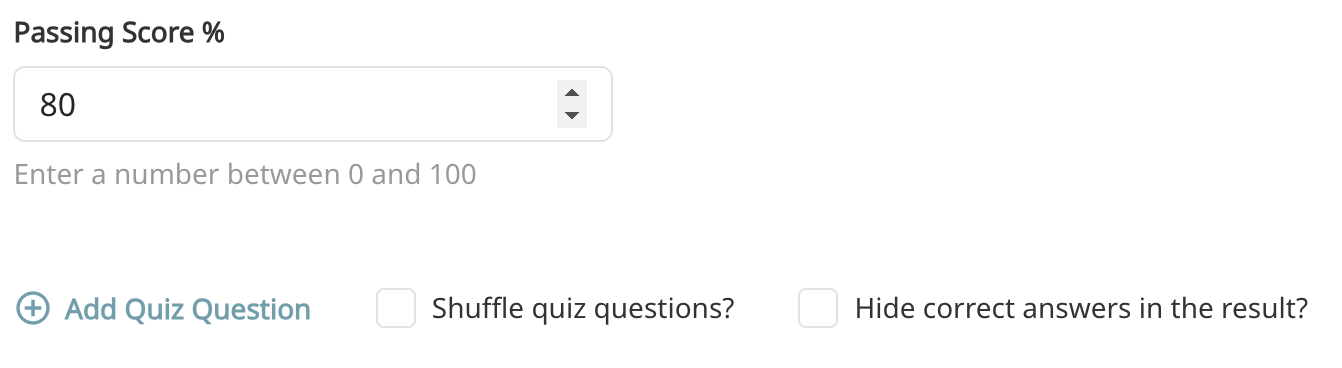 Passing Score %
80
Enter a number between 0 and 100
Add Quiz Question Shuffle quiz questions? Hide correct answers in the result?